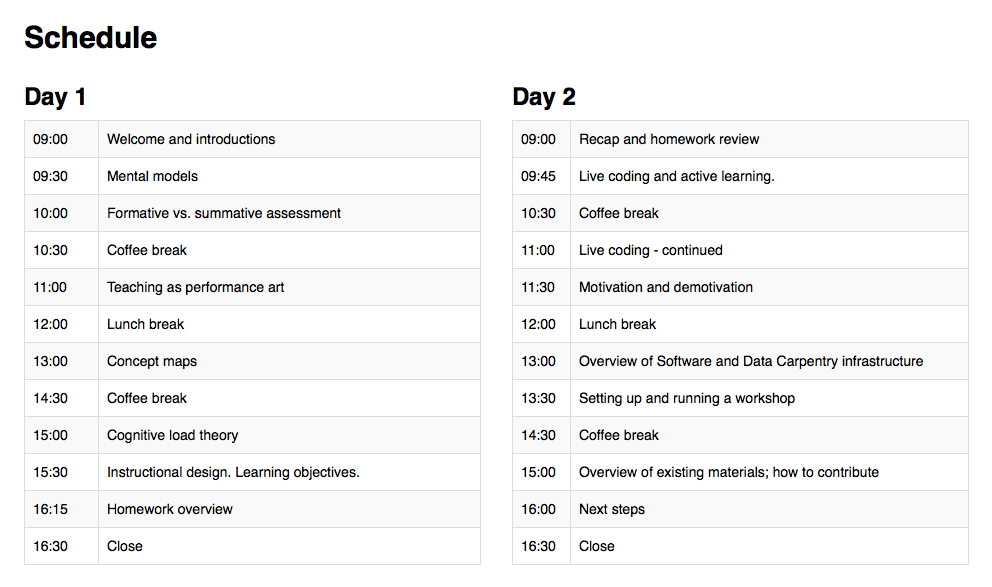 Schedule
Day 1
09:00 Welcome and introductions
09:30 Mental models
10:00 Formative vs. summative assessment
10:30 Coffee break
11:00 Teaching as performance art
12:00 Lunch break
13:00 Concept maps
14:30 Coffee break
15:00 Cognitive load theory
15:30 Instructional design. Learning objectives.
16:15 Homework overview
16:30 Close
Day 2
09:00 Recap and homework review
09:45 Live coding and active learning.
10:30 Coffee break
11:00 Live coding - continued
11:30 Motivation and demotivation
12:00 Lunch break
13:00 Overview of Software and Data Carpentry infrastructure
13:30 Setting up and running a workshop
14:30 Coffee break
15:00 Overview of existing materials; how to contribute
16:00 Next steps
16:30 Close